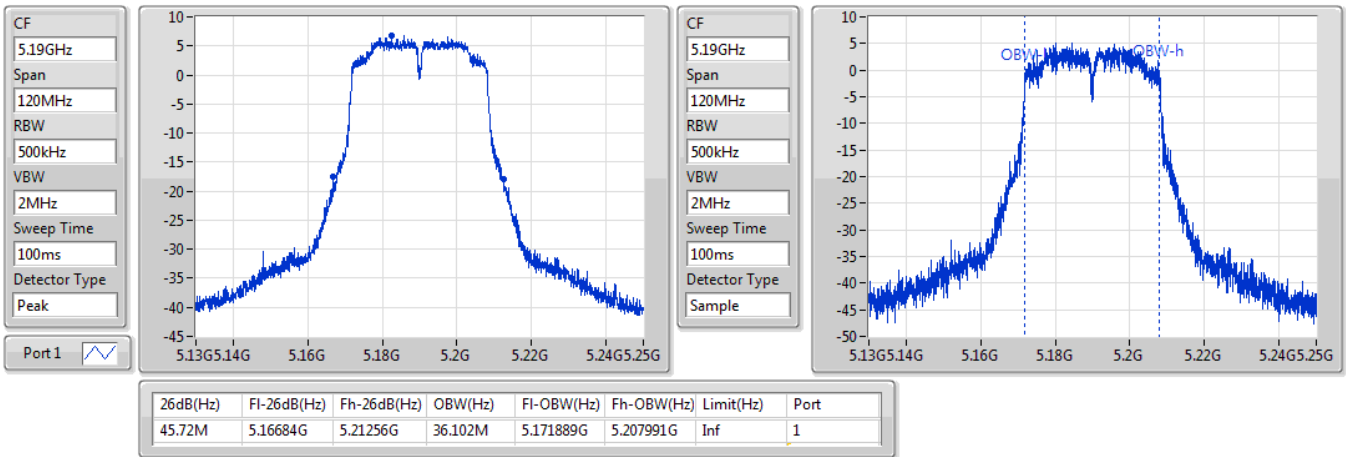 CF
5.19GHz
Span
120MHz
RBW
500kHz
VBW
2MHz
Sweep Time
100ms
Detector Type
Peak
Port 1
10
5
0
-5
-10
-15
-20
-25
-30
-35
-40
-45
5.13G 5.14G 5.16G 5.18G 5.2G 5.22G 5.24G 5.25G
CF
5.19GHz
Span
120MHz
RBW
500kHz
VBW
2MHz
Sweep Time
100ms
Detector Type
Sample
10
5
0
-5
-10
-15
-20
-25
-30
-35
-40
-45
-50
OBW-h
5.13G 5.14G 5.16G 5.18G 5.2G 5.22G 5.24G 5.25G
26dB(Hz) Fl-26dB(Hz) Fh-26dB(Hz) OBW(Hz) Fl-OBW(Hz) Fh-OBW(Hz) Limit(Hz) Port
45.72M 5.16684G 5.21256G 36.102M 5.171889G 5.207991G Inf 1